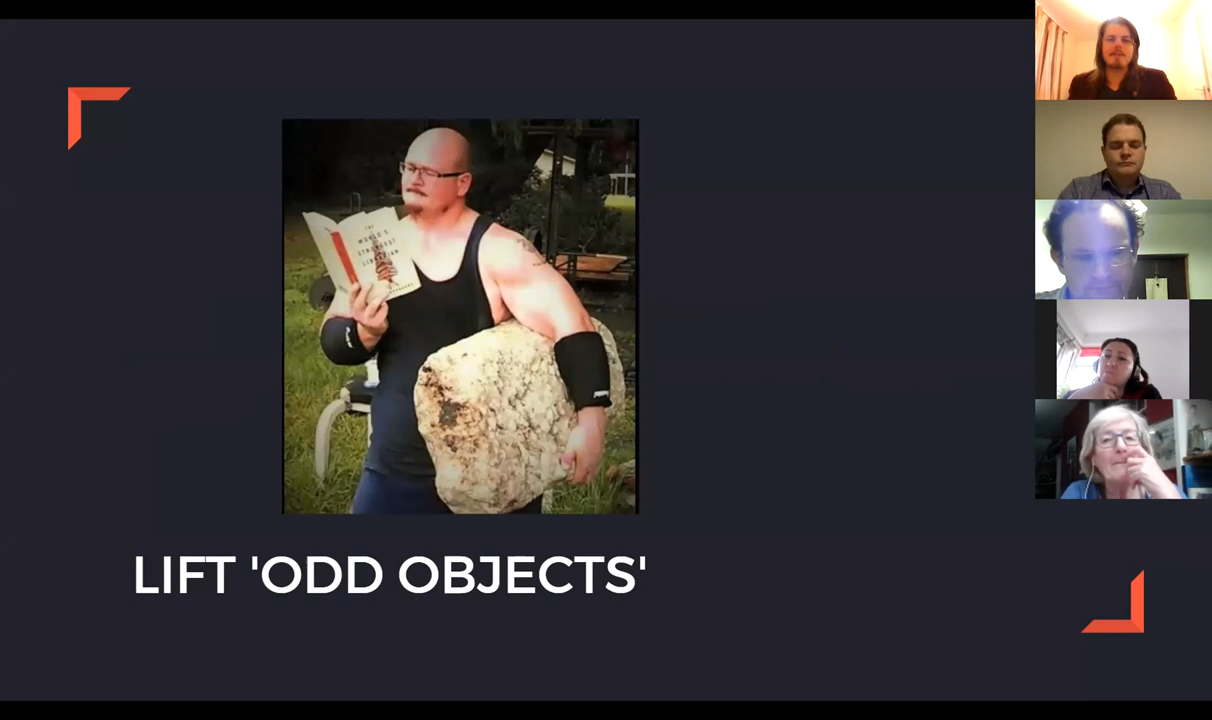 THE
WORLD'S
STRONGEST
LIBRARIAN
LIFT 'ODD OBJECTS'